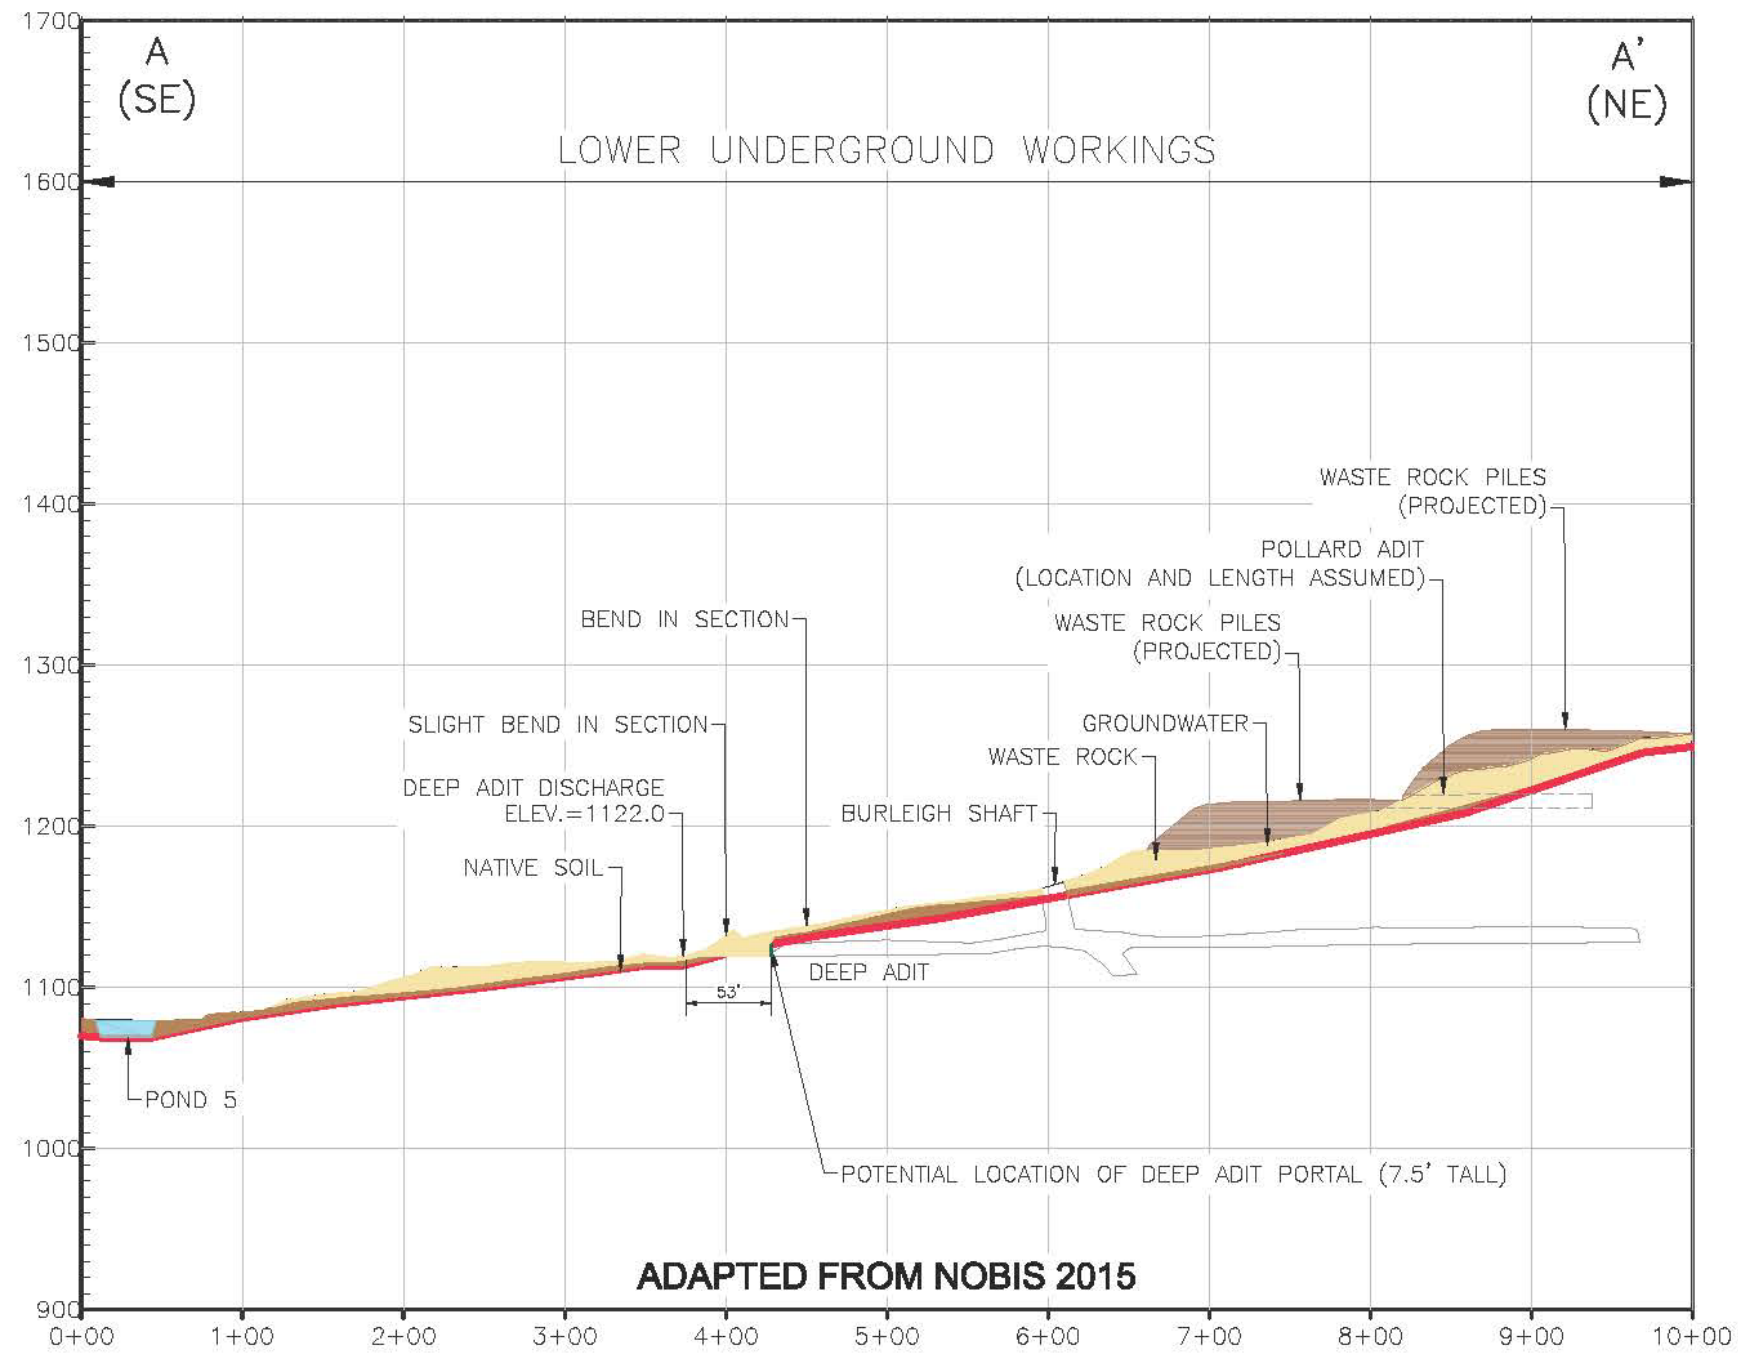 1700
A
(SE)
A'
(NE)
LOWER UNDERGROUND WORKINGS
1600
1500
1400
WASTE ROCK PILES
(PROJECTED)
POLLARD ADIT
(LOCATION AND LENGTH ASSUMED)
BEND IN SECTION
WASTE ROCK PILES
(PROJECTED)
1300
SLIGHT BEND IN SECTION
GROUNDWATER
WASTE ROCK
DEEP ADIT DISCHARGE
ELEV.=1122.0
BURLEIGH SHAFT
1200
NATIVE SOIL
DEEP ADIT
1100
53'
POND 5
1000
POTENTIAL LOCATION OF DEEP ADIT PORTAL (7.5' TALL)
ADAPTED FROM NOBIS 2015
900
0+00 1+00 2+00 3+00 4+00 5+00 6+00 7+00 8+00 9+00 10+00